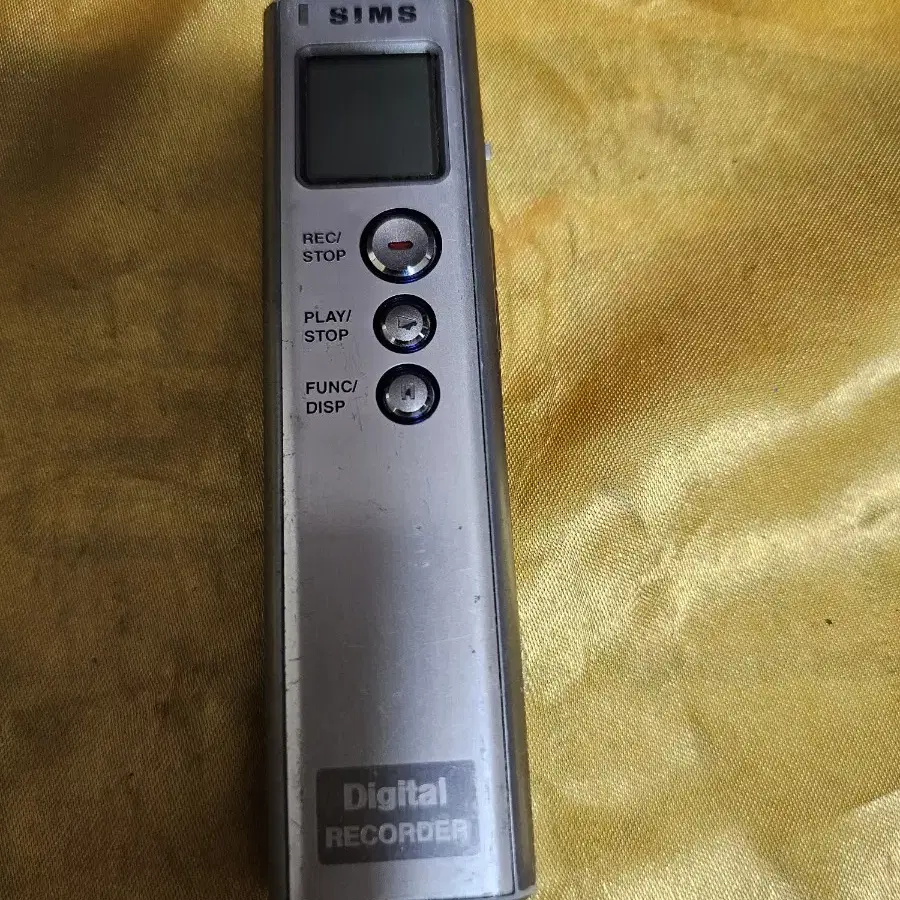 SIMS
REC/
STOP
PLAY/
STOP
FUNC/
DISP
Digital
RECORDER